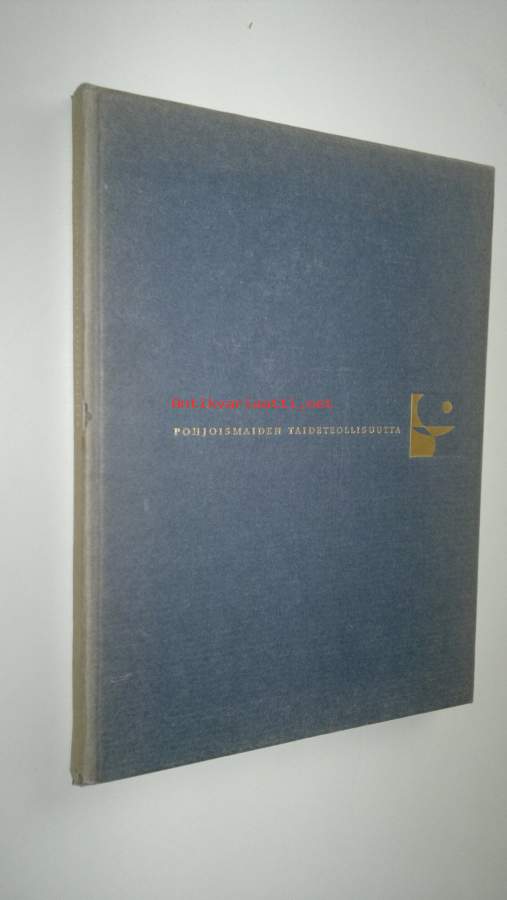 Antikvariaatti.net
POHJOISMAIDEN TAIDETEOLLISUUTTA